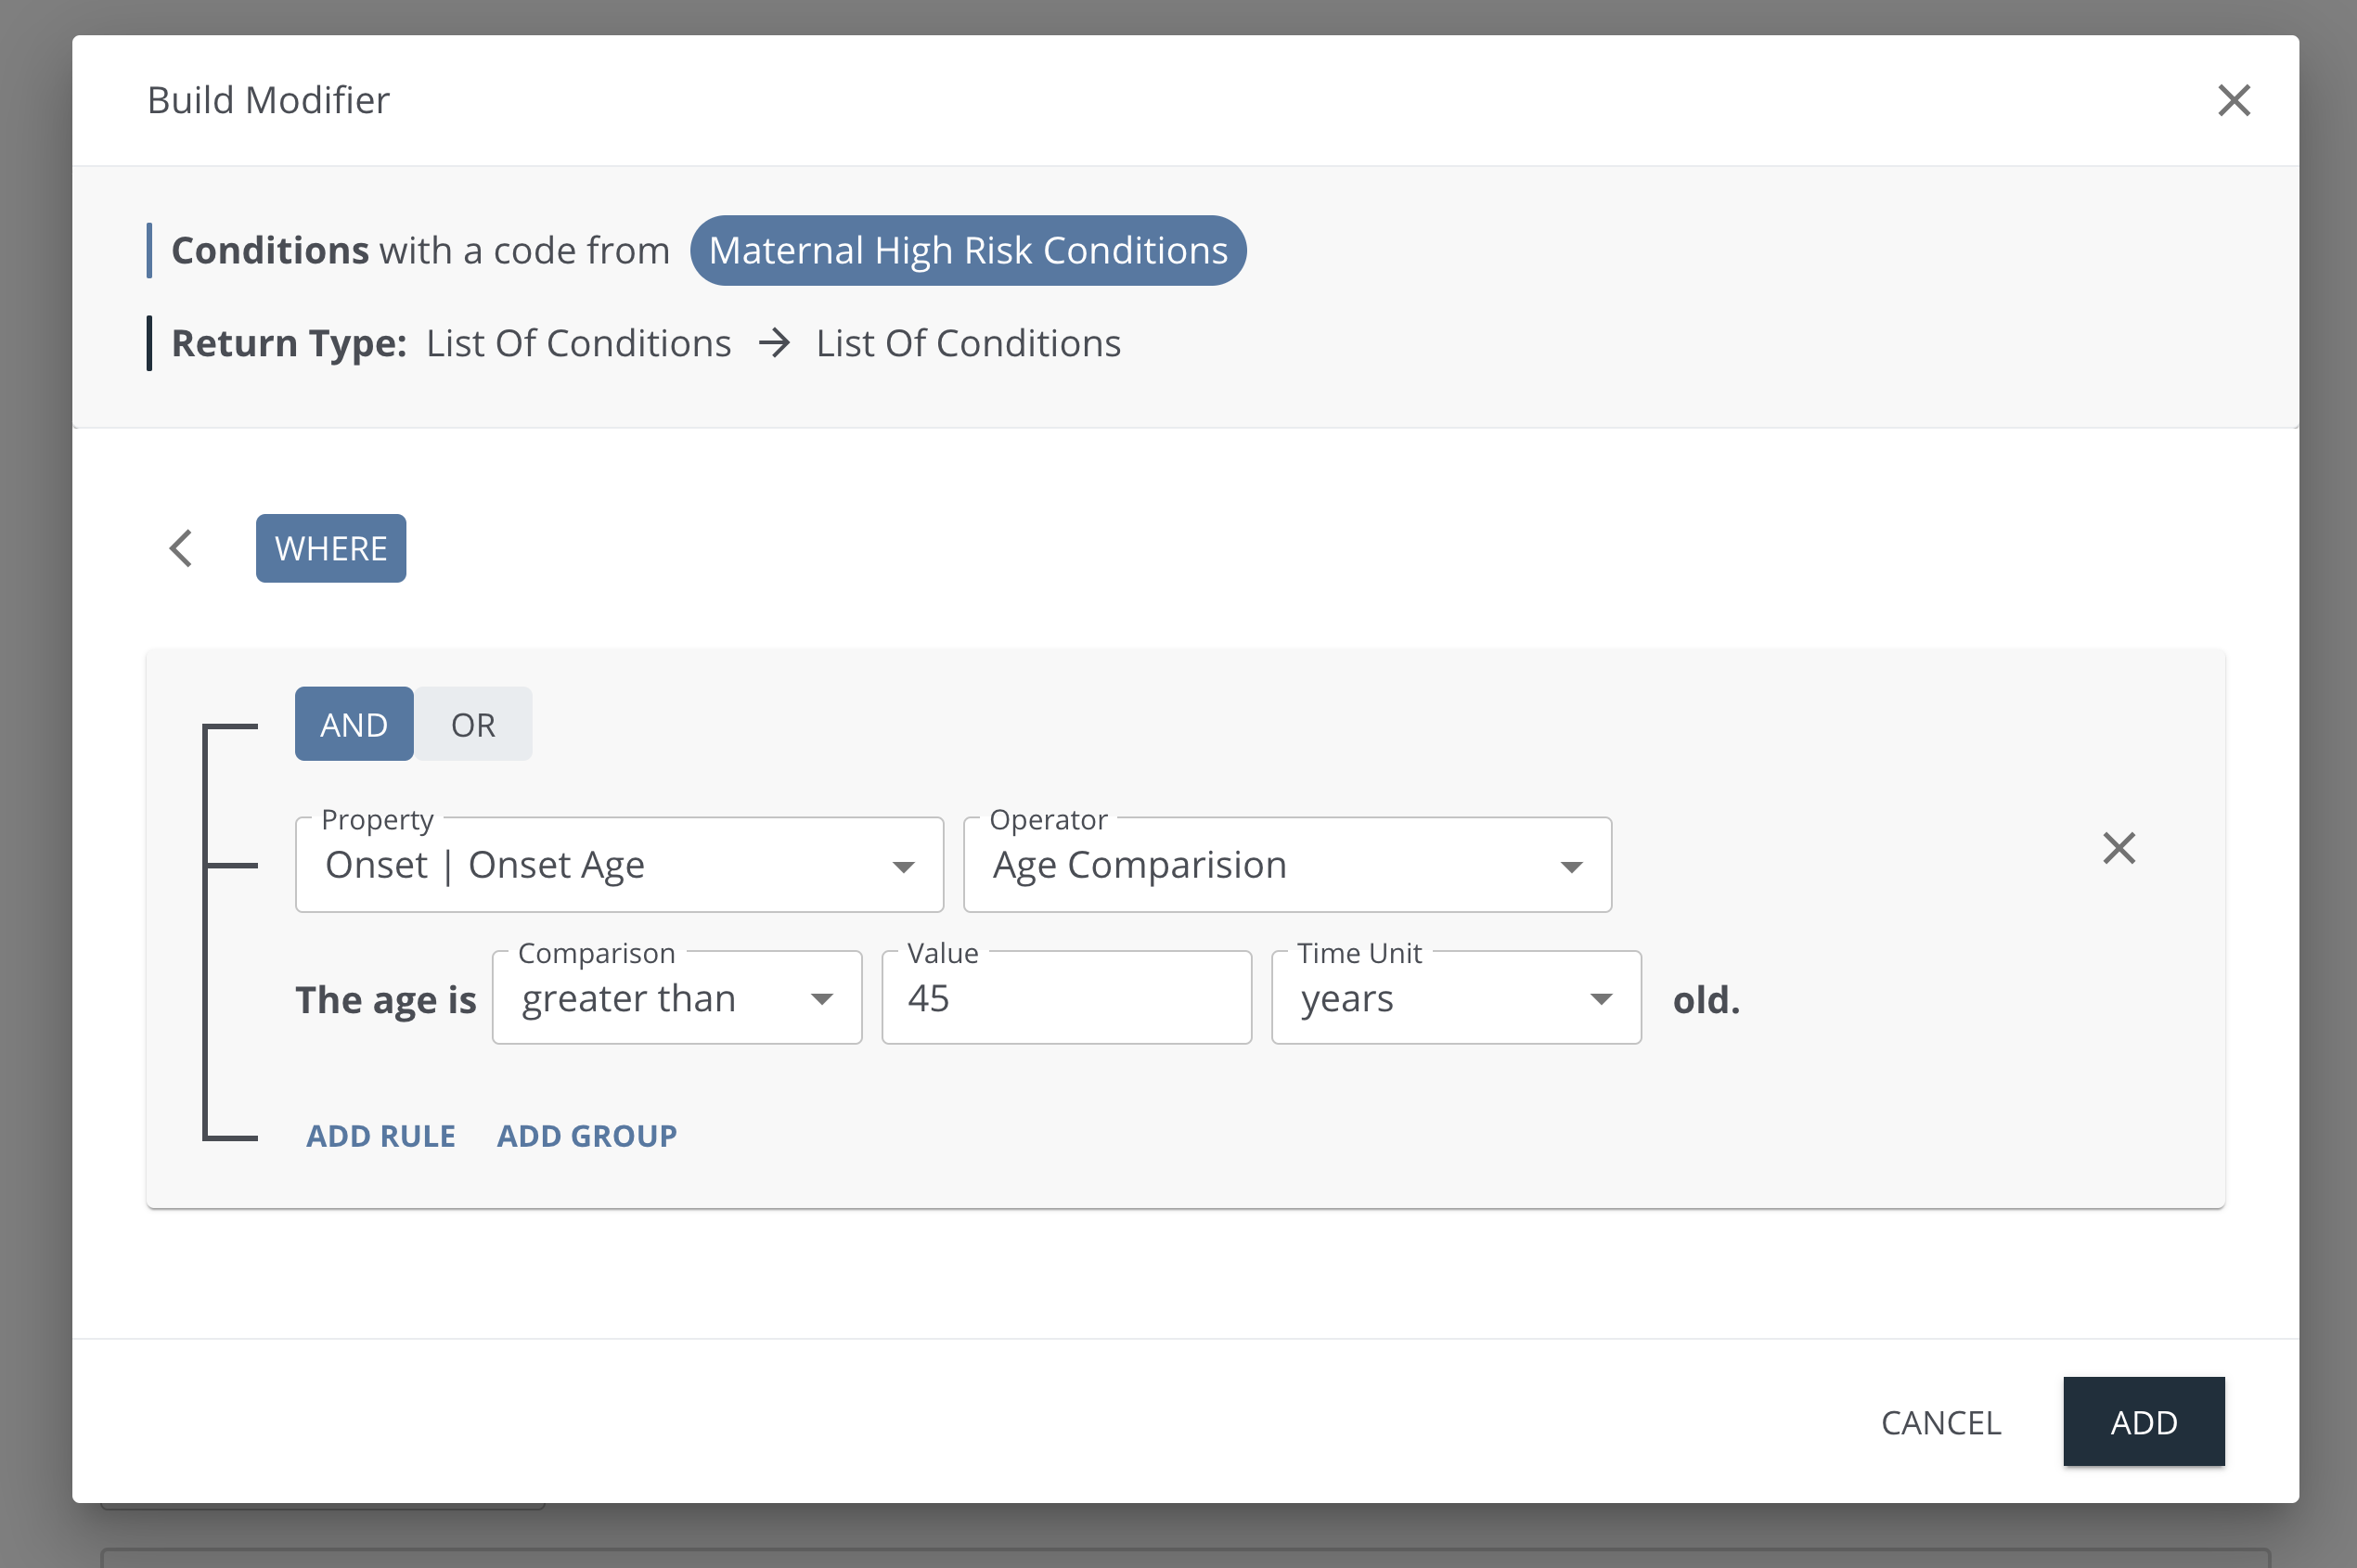 Build Modifier
Conditions with a code from Maternal High Risk Conditions
Return Type: List Of Conditions → List Of Conditions
WHERE
AND OR
Property Operator
Onset | Onset Age Age Comparision
Comparison Value Time Unit
The age is greater than 45 years old.
ADD RULE ADD GROUP
CANCEL ADD